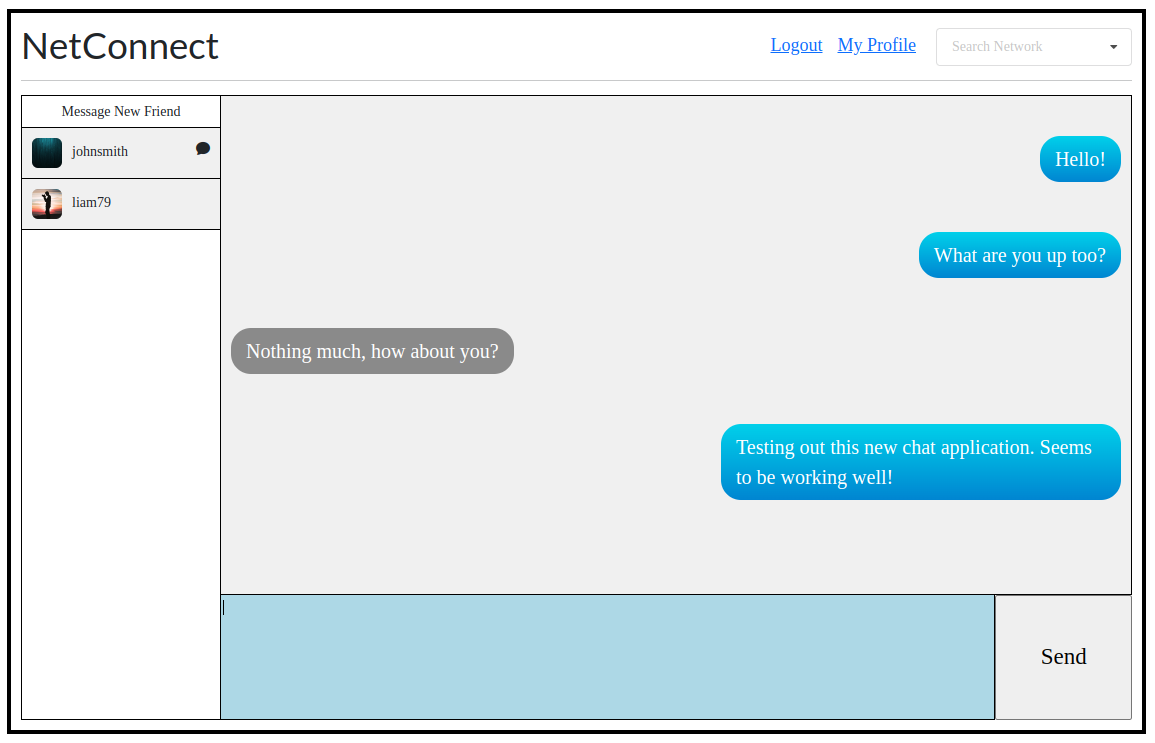 NetConnect
Logout My Profile Search Network
Message New Friend
johnsmith
liam79
Hello!
What are you up too?
Nothing much, how about you?
Testing out this new chat application. Seems
to be working well!
Send